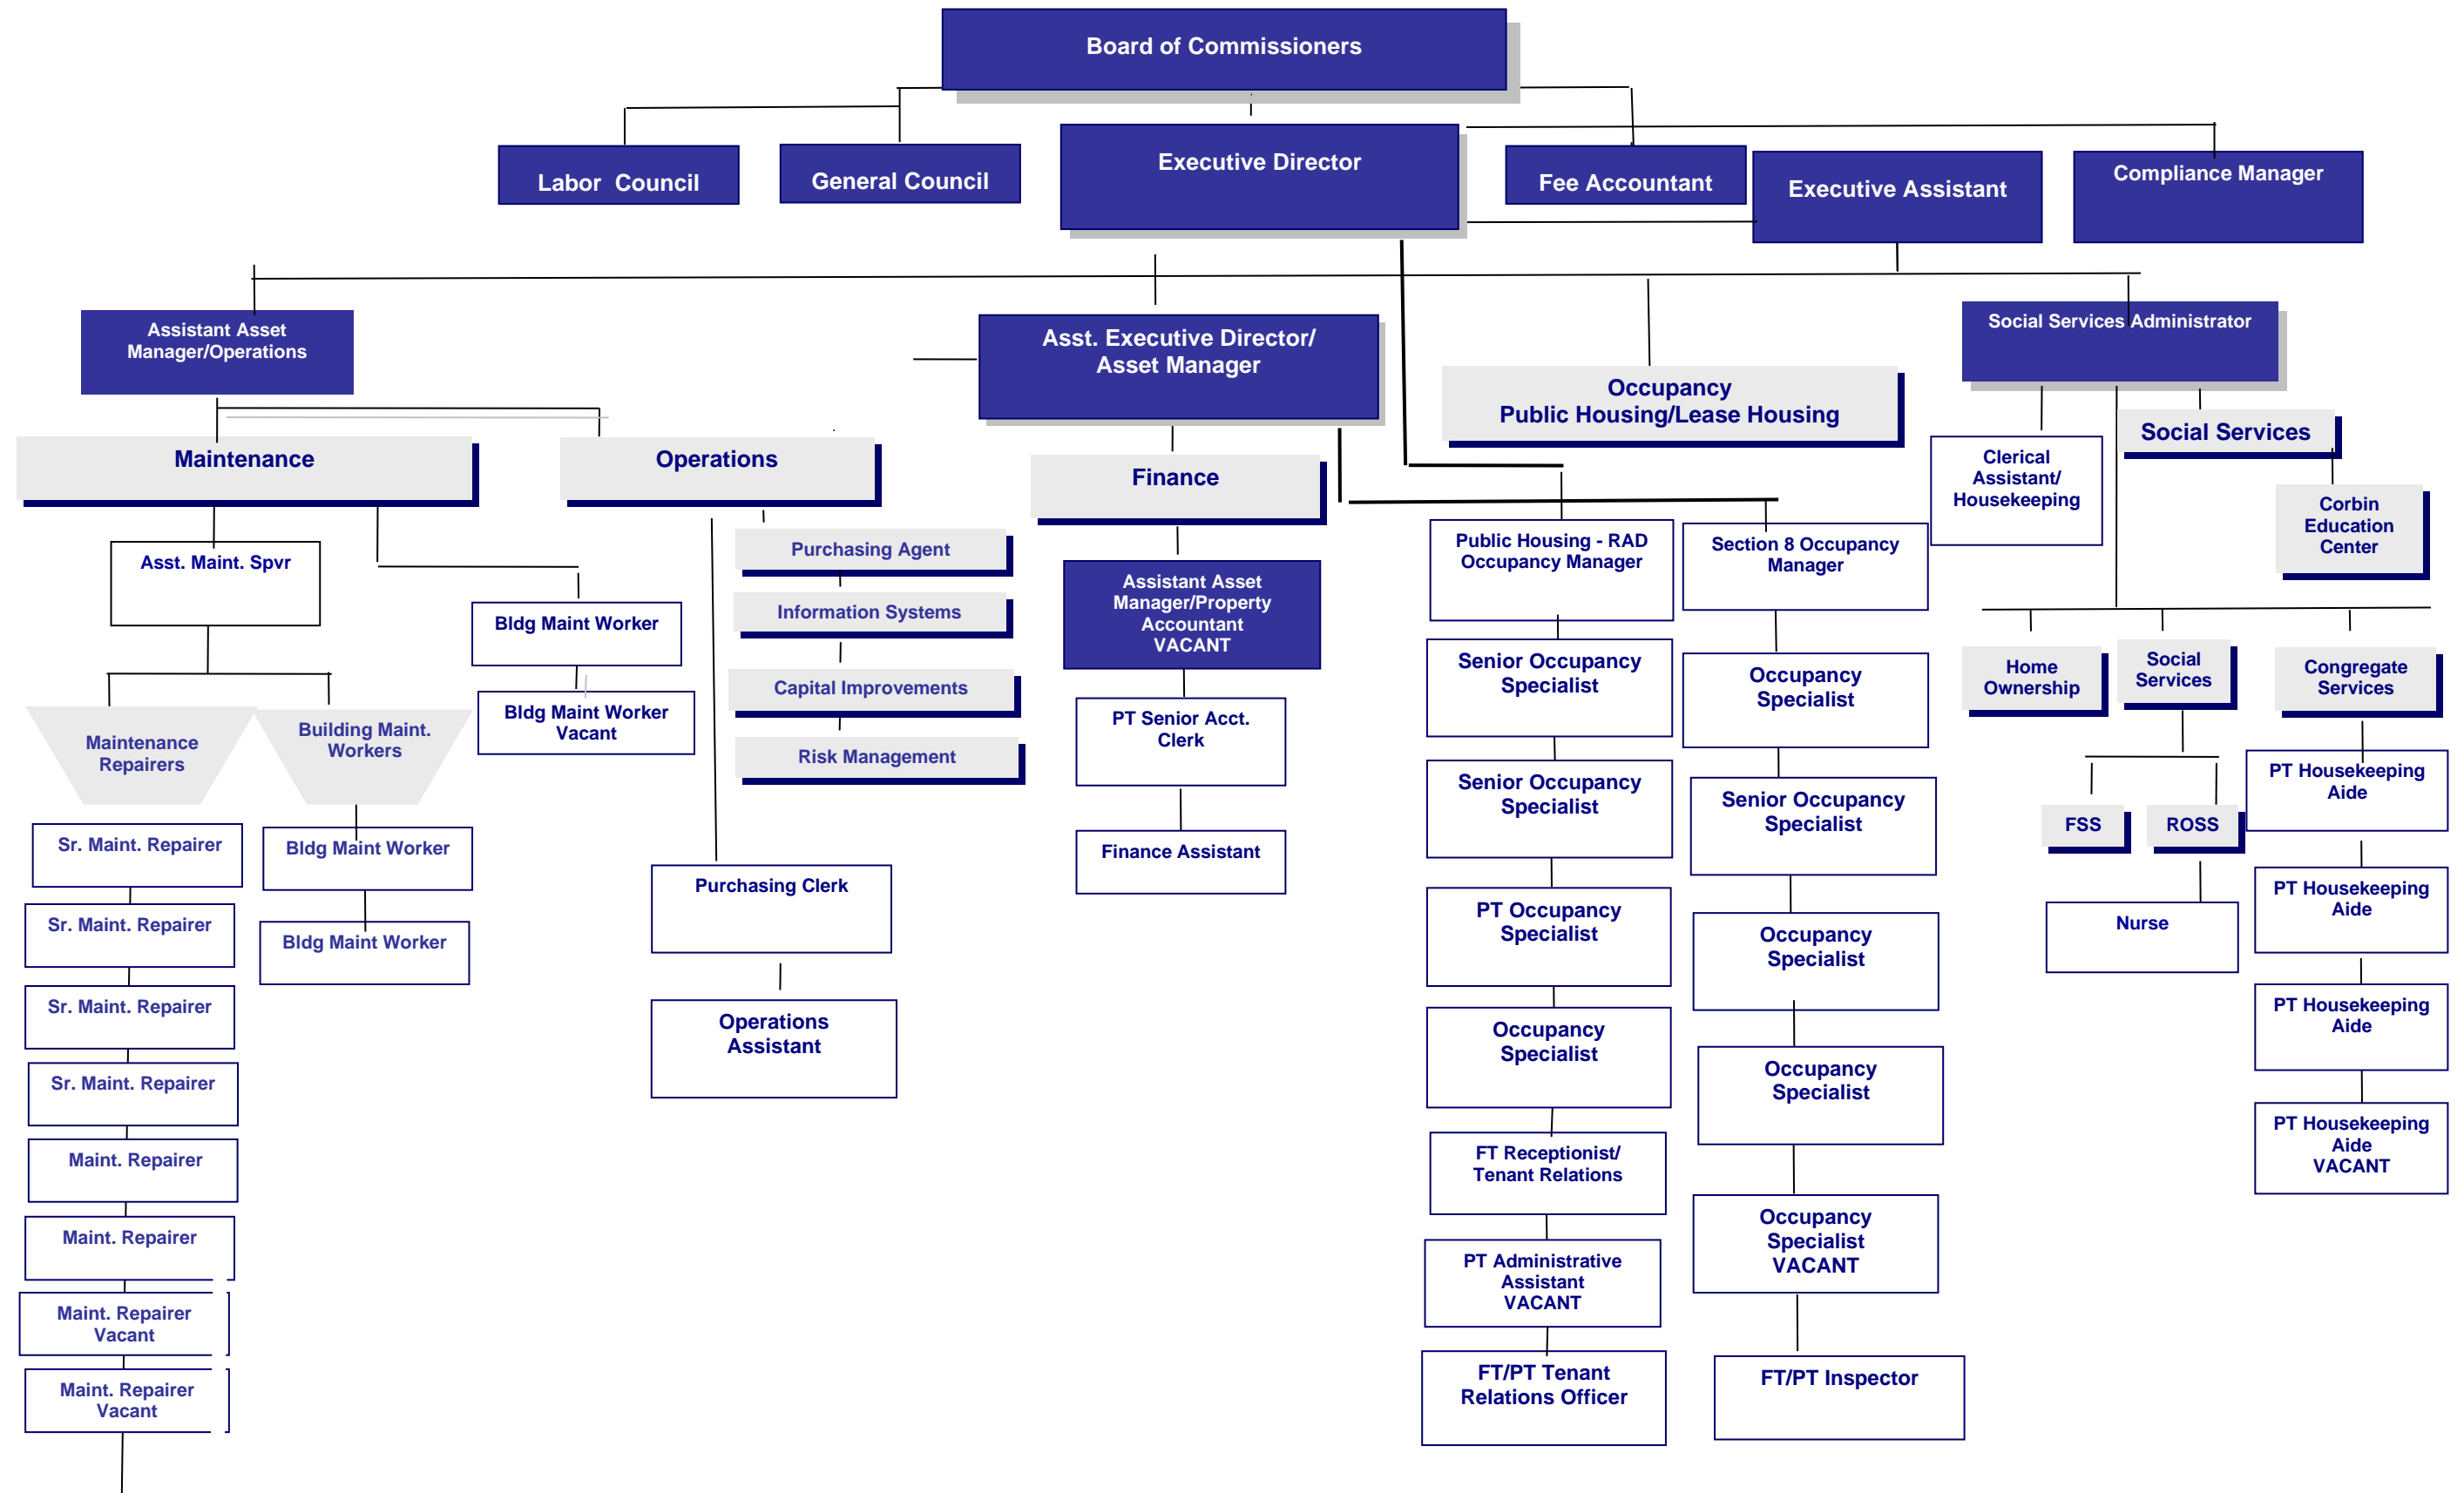 Board of Commissioners
Labor  Council
General Council
Executive Director
Fee Accountant
Executive Assistant
Compliance Manager
Assistant Asset
Manager/Operations
Asst. Executive Director/
Asset Manager
Occupancy
Public Housing/Lease Housing
Social Services Administrator
Maintenance
Operations
Finance
Clerical
Assistant/
Housekeeping
Social Services
Corbin
Education
Center
Asst. Maint. Spvr
Bldg Maint Worker
Bldg Maint Worker
Vacant
Maintenance
Repairers
Building Maint.
Workers
Sr. Maint. Repairer
Sr. Maint. Repairer
Sr. Maint. Repairer
Sr. Maint. Repairer
Maint. Repairer
Maint. Repairer
Maint. Repairer
Vacant
Maint. Repairer
Vacant
Bldg Maint Worker
Bldg Maint Worker
Purchasing Agent
Information Systems
Capital Improvements
Risk Management
Purchasing Clerk
Operations
Assistant
Assistant Asset
Manager/Property
Accountant
VACANT
PT Senior Acct.
Clerk
Finance Assistant
Public Housing - RAD
Occupancy Manager
Senior Occupancy
Specialist
Senior Occupancy
Specialist
PT Occupancy
Specialist
Occupancy
Specialist
FT Receptionist/
Tenant Relations
PT Administrative
Assistant
VACANT
FT/PT Tenant
Relations Officer
Section 8 Occupancy
Manager
Occupancy
Specialist
Senior Occupancy
Specialist
Occupancy
Specialist
Occupancy
Specialist
Occupancy
Specialist
VACANT
FT/PT Inspector
Home
Ownership
Social
Services
Congregate
Services
FSS
ROSS
Nurse
PT Housekeeping
Aide
PT Housekeeping
Aide
PT Housekeeping
Aide
PT Housekeeping
Aide
VACANT